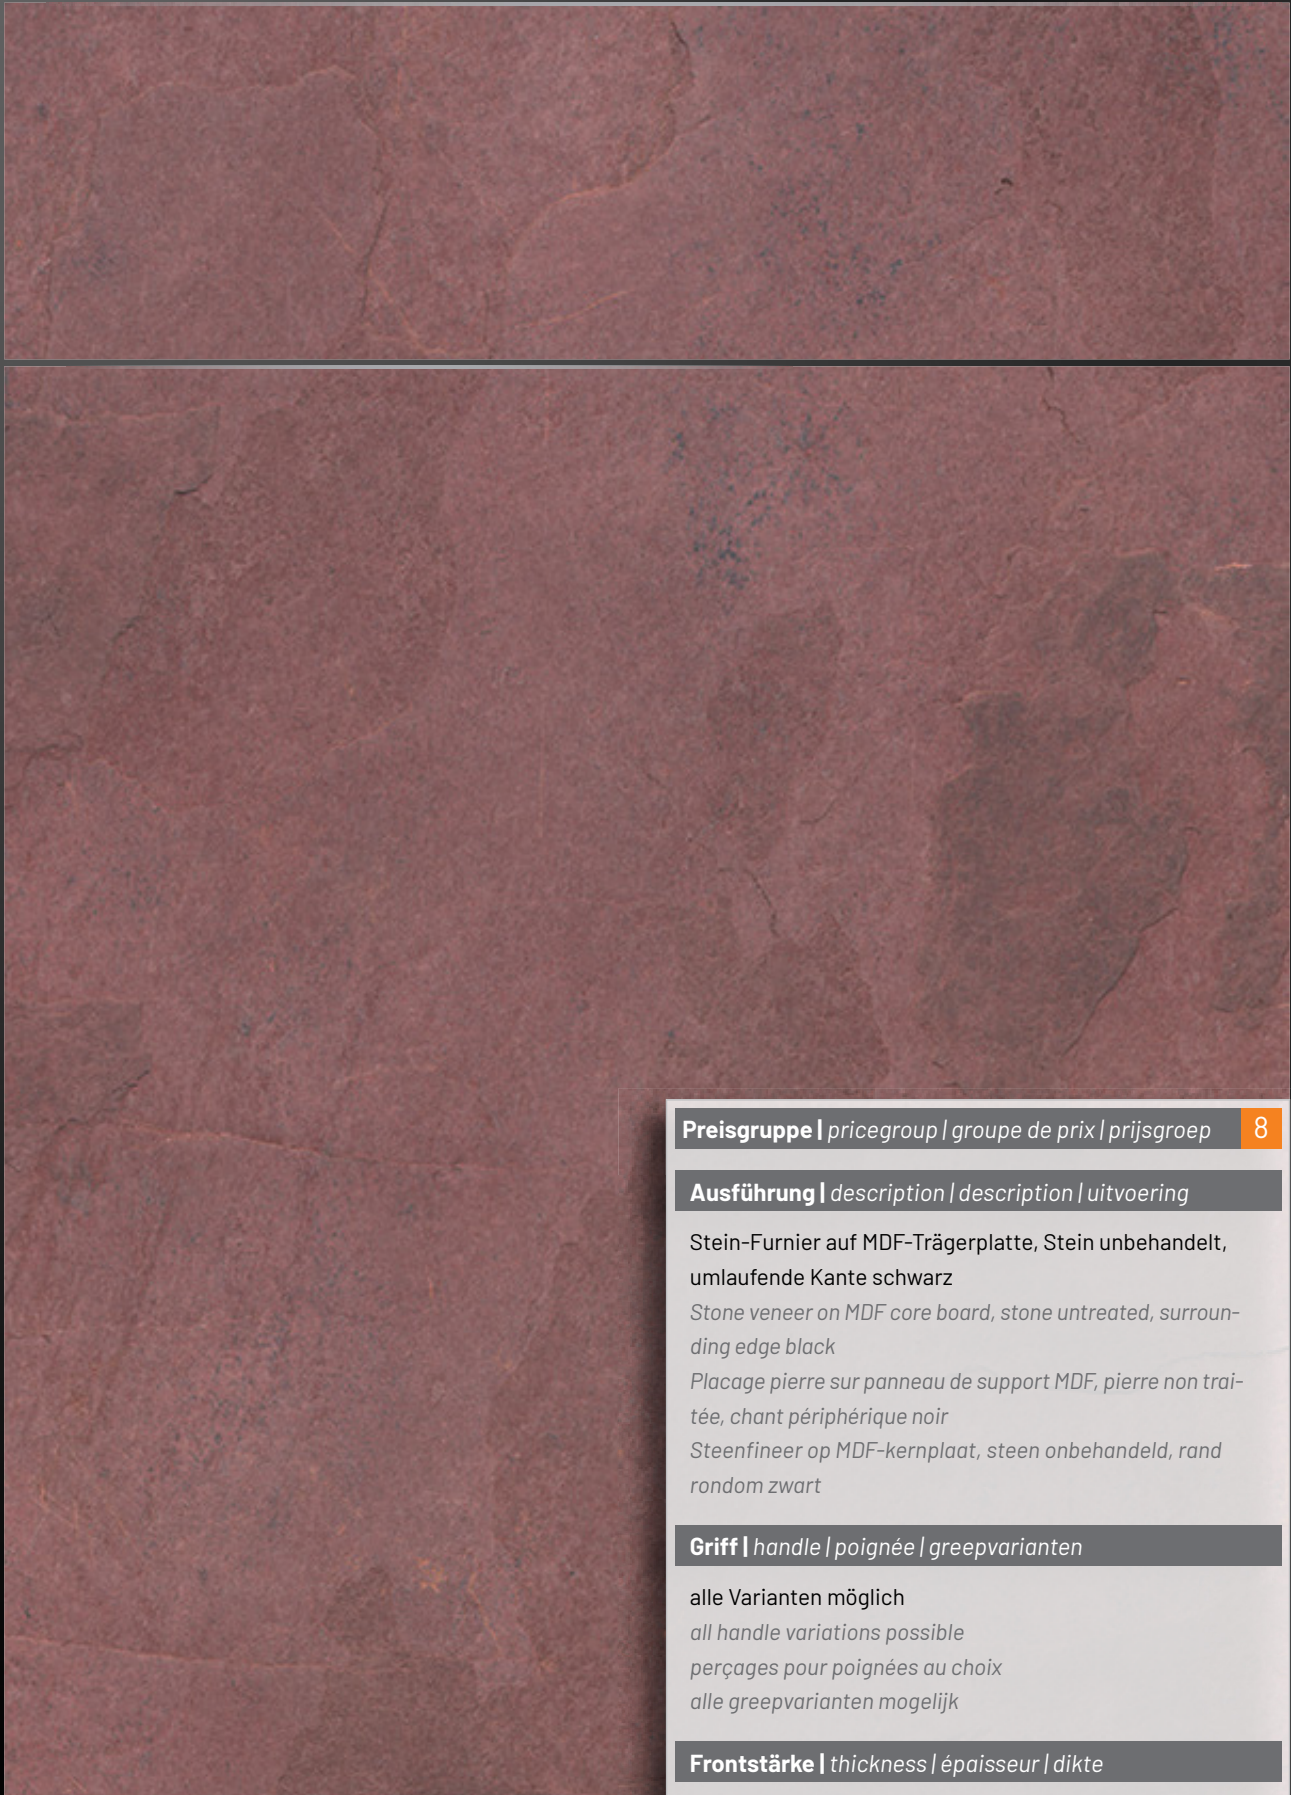 Preisgruppe | pricegroup | groupe de prix | prijsgroep 8
Ausführung | description | description | uitvoering
Stein-Furnier auf MDF-Trägerplatte, Stein unbehandelt,
umlaufende Kante schwarz
Stone veneer on MDF core board, stone untreated, surroun-
ding edge black
Placage pierre sur panneau de support MDF, pierre non trai-
tée, chant périphérique noir
Steenfineer op MDF-kernplaat, steen onbehandeld, rand
rondom zwart
Griff | handle | poignée | greepvarianten
alle Varianten möglich
all handle variations possible
perçages pour poignées au choix
alle greepvarianten mogelijk
Frontstärke | thickness | épaisseur | dikte